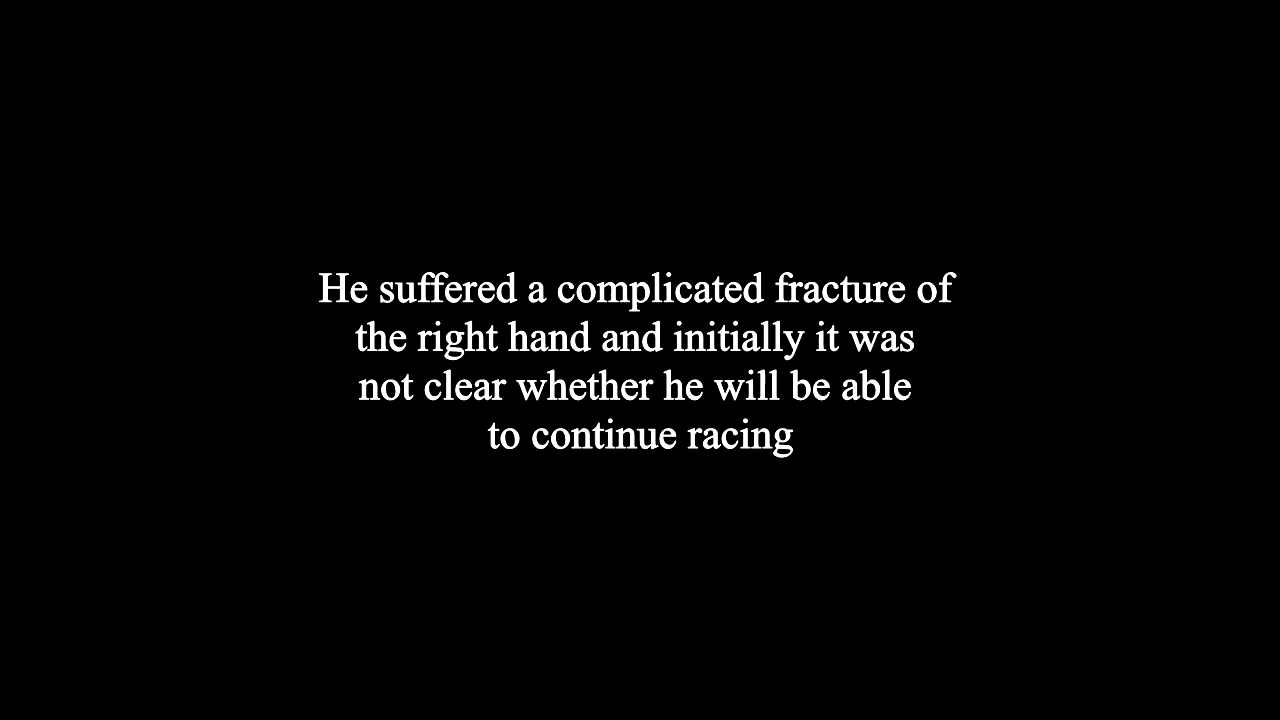 He suffered a complicated fracture of
the right hand and initially it was
not clear whether he will be able
to continue racing